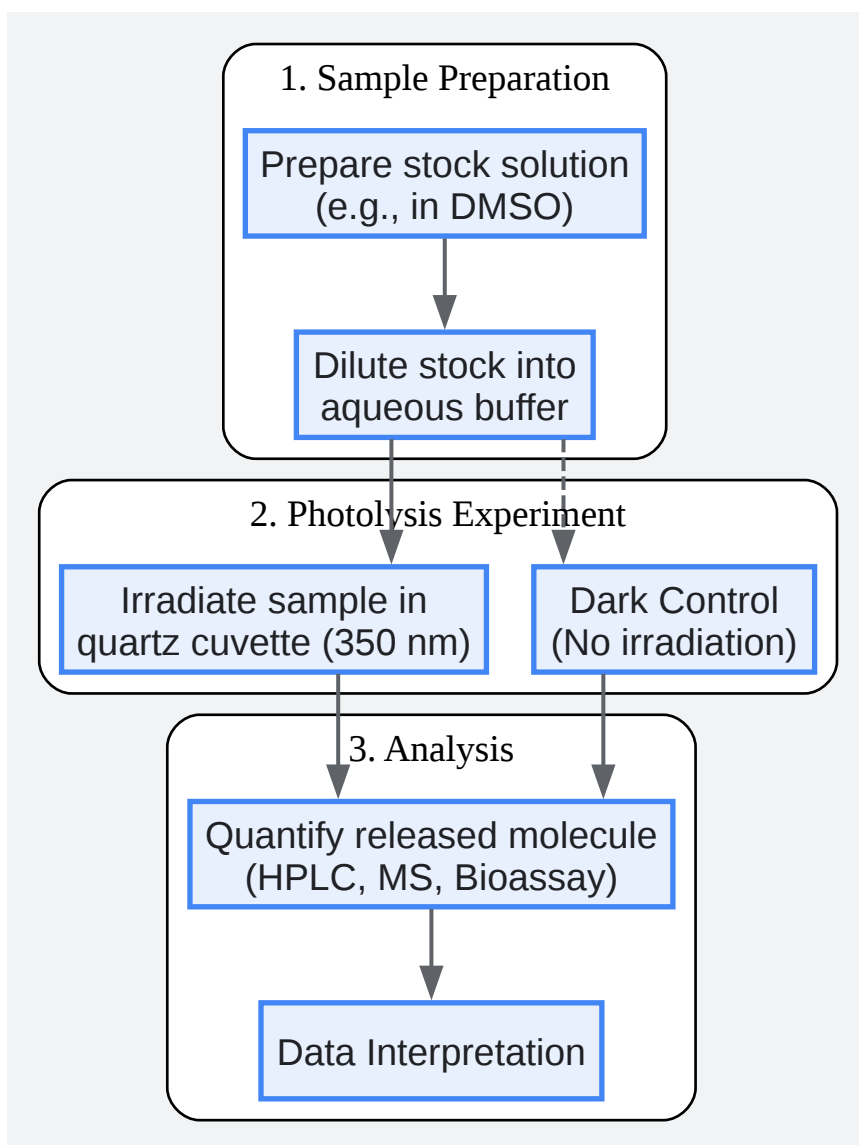 1. Sample Preparation
Prepare stock solution
(e.g., in DMSO)
Dilute stock into
aqueous buffer
2. Photolysis Experiment
Irradiate sample in
quartz cuvette (350 nm)
Dark Control
(No irradiation)
3. Analysis
Quantify released molecule
(HPLC, MS, Bioassay)
Data Interpretation